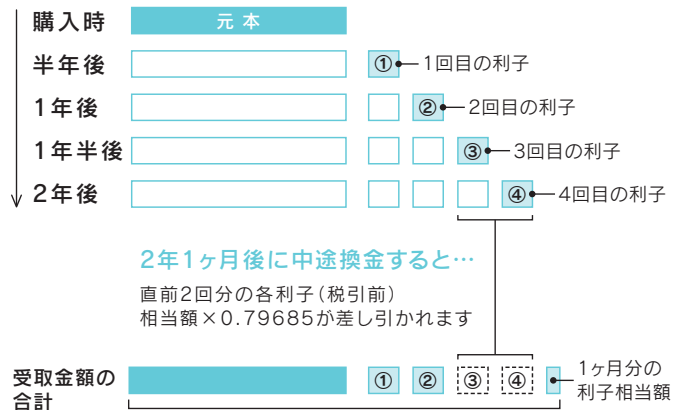 購入時
元本
半年後
①
1回目の利子
1年後
②
2回目の利子
1年半後
③
3回目の利子
2年後
④
4回目の利子
2年1ヶ月後に中途換金すると…
直前2回分の各利子（税引前）
相当額×0.79685が差し引かれます
受取金額の
合計
①
②
③
④
1ヶ月分の
利子相当額